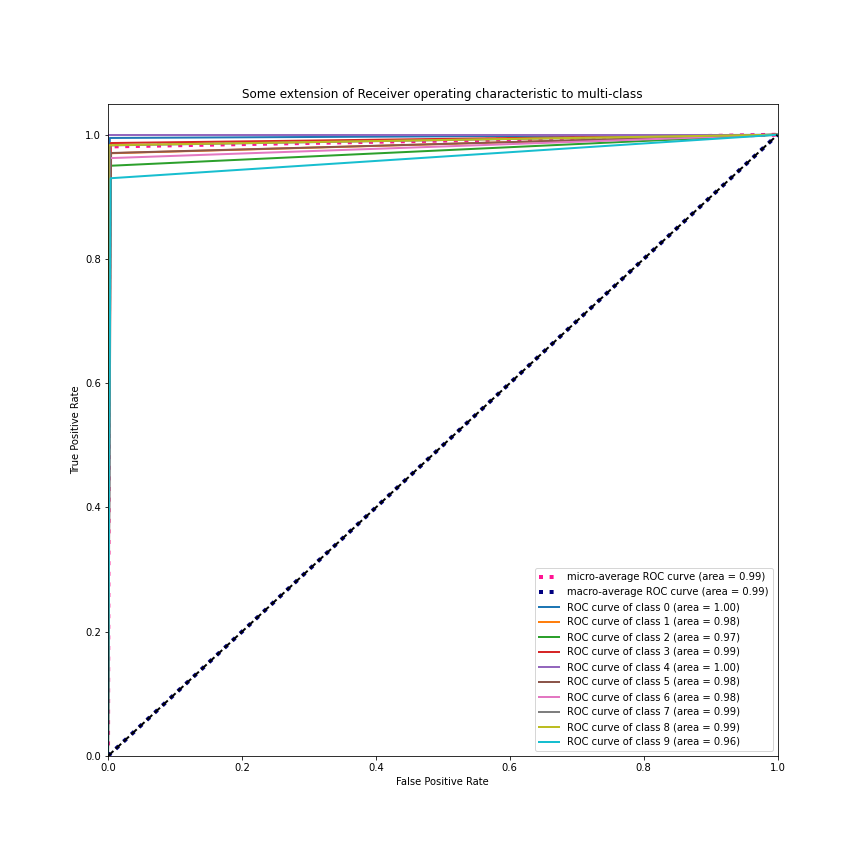 Some extension of Receiver operating characteristic to multi-class
1.0
0.8
0.6
0.4
0.2
0.0
True Positive Rate
0.0 0.2 0.4 0.6 0.8 1.0
False Positive Rate
micro-average ROC curve (area = 0.99)
macro-average ROC curve (area = 0.99)
ROC curve of class 0 (area = 1.00)
ROC curve of class 1 (area = 0.98)
ROC curve of class 2 (area = 0.97)
ROC curve of class 3 (area = 0.99)
ROC curve of class 4 (area = 1.00)
ROC curve of class 5 (area = 0.98)
ROC curve of class 6 (area = 0.98)
ROC curve of class 7 (area = 0.99)
ROC curve of class 8 (area = 0.99)
ROC curve of class 9 (area = 0.96)